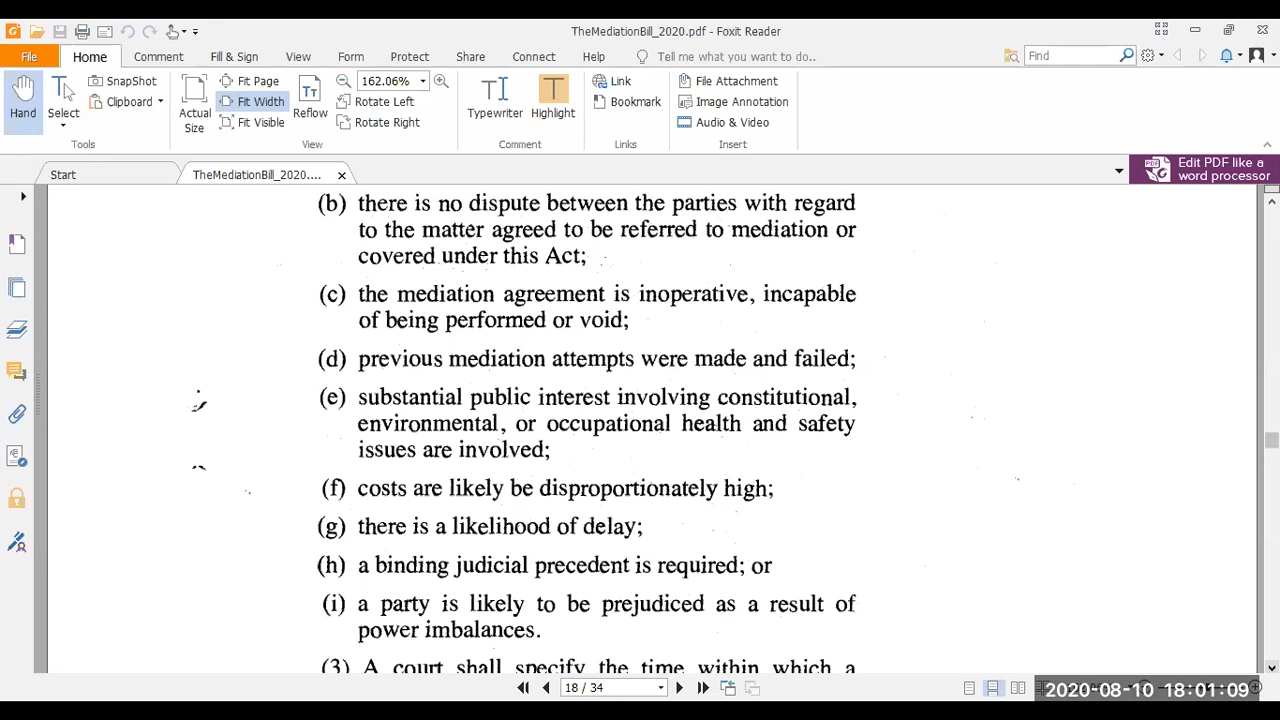 TheMediationBill_2020.pdf - Foxit Reader
File Home Comment Fill & Sign View Form Protect Share Connect Help Tell me what you want to do.. Find
Hand Select SnapShot Clipboard Actual Size Fit Page Fit Width Fit Visible Reflow 162.06% Rotate Left Rotate Right Typewriter Highlight Link Bookmark File Attachment Image Annotation Audio & Video
Tools View Comment Links Insert
Start TheMediationBill_2020.... Edit PDF like a
word processor
(b) there is no dispute between the parties with regard
to the matter agreed to be referred to mediation or
covered under this Act;
(c) the mediation agreement is inoperative, incapable
of being performed or void;
(d) previous mediation attempts were made and failed;
(e) substantial public interest involving constitutional,
environmental, or occupational health and safety
issues are involved;
(f) costs are likely be disproportionately high;
(g) there is a likelihood of delay;
(h) a binding judicial precedent is required; or
(i) a party is likely to be prejudiced as a result of
power imbalances.
(3) A court shall specify the time within which a
18 / 34
2020-08-10 18:01:09